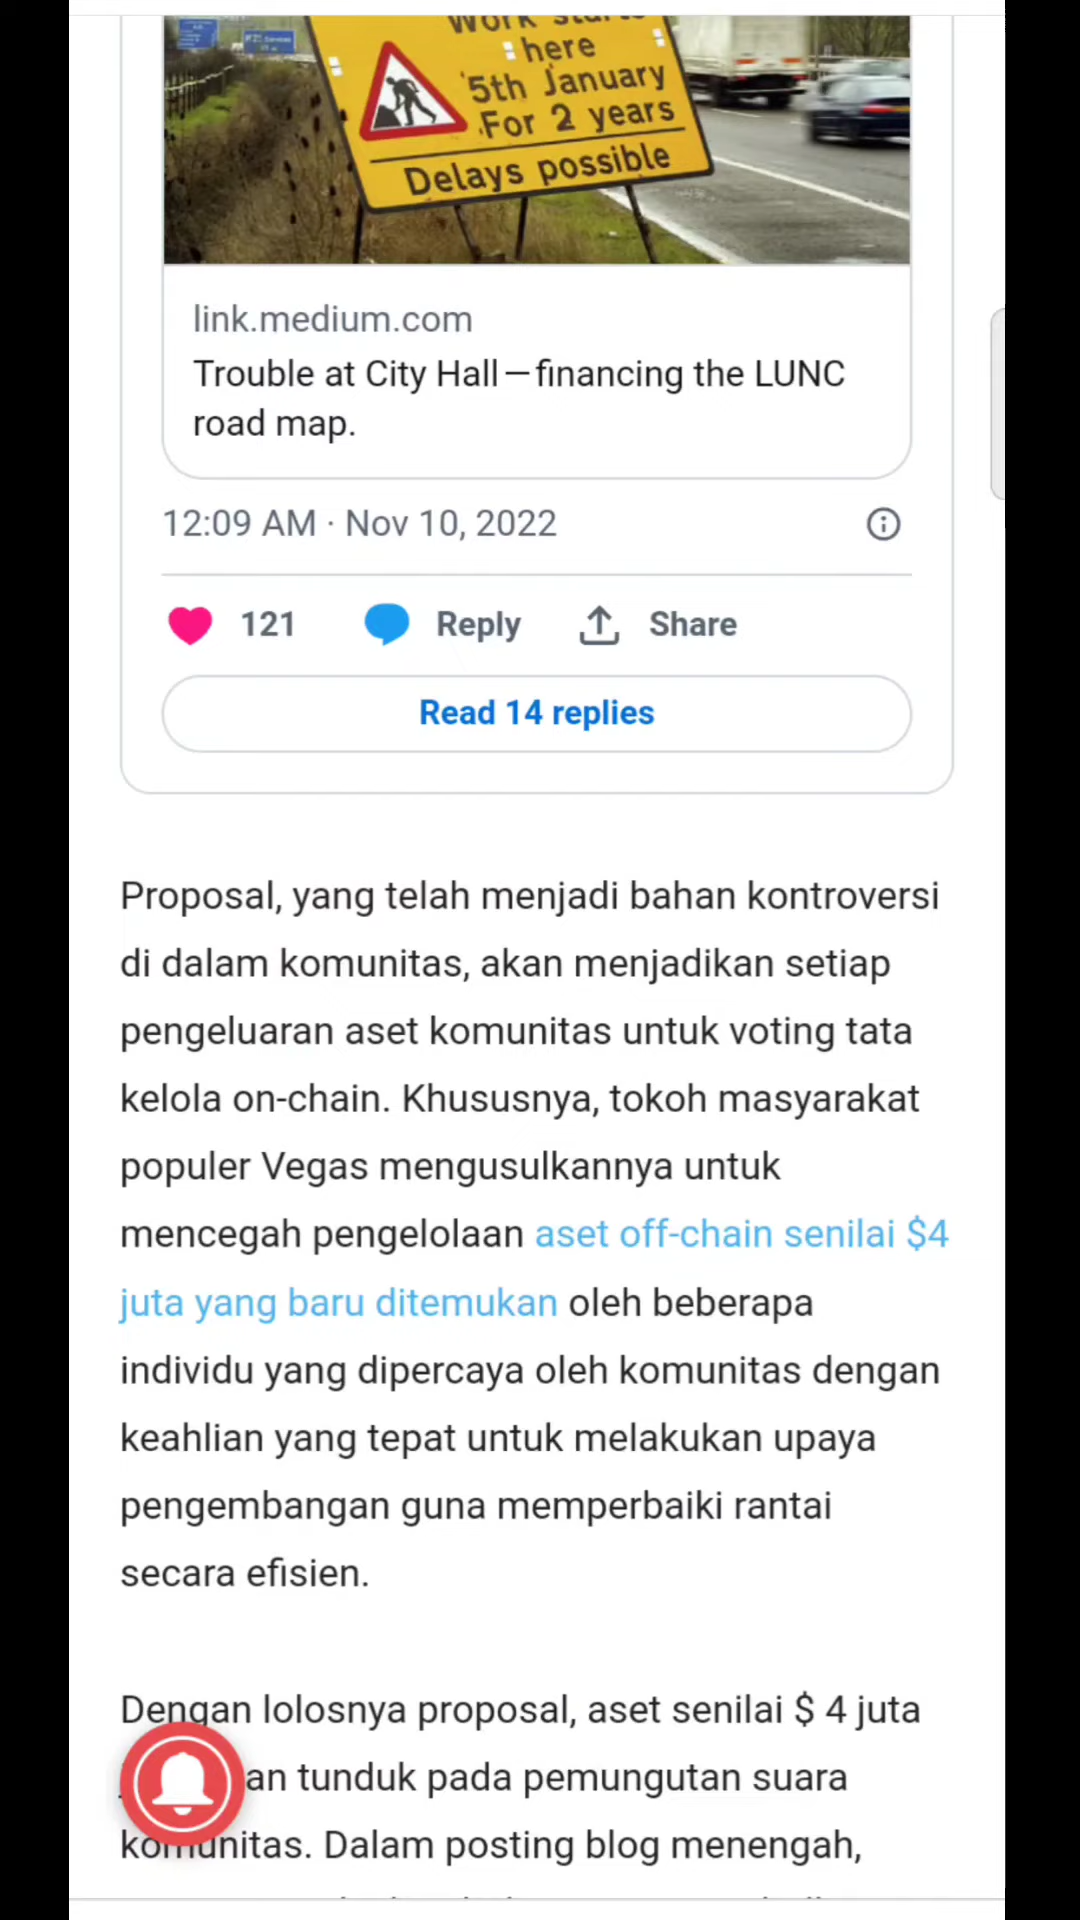 Work starts
here
5th January
For 2 years
Delays possible
link.medium.com
Trouble at City Hall — financing the LUNC
road map.
12:09 AM · Nov 10, 2022
121 Reply Share
Read 14 replies
Proposal, yang telah menjadi bahan kontroversi
di dalam komunitas, akan menjadikan setiap
pengeluaran aset komunitas untuk voting tata
kelola on-chain. Khususnya, tokoh masyarakat
populer Vegas mengusulkannya untuk
mencegah pengelolaan aset off-chain senilai $4
juta yang baru ditemukan oleh beberapa
individu yang dipercaya oleh komunitas dengan
keahlian yang tepat untuk melakukan upaya
pengembangan guna memperbaiki rantai
secara efisien.
Dengan lolosnya proposal, aset senilai $ 4 juta
an tunduk pada pemungutan suara
komunitas. Dalam posting blog menengah,